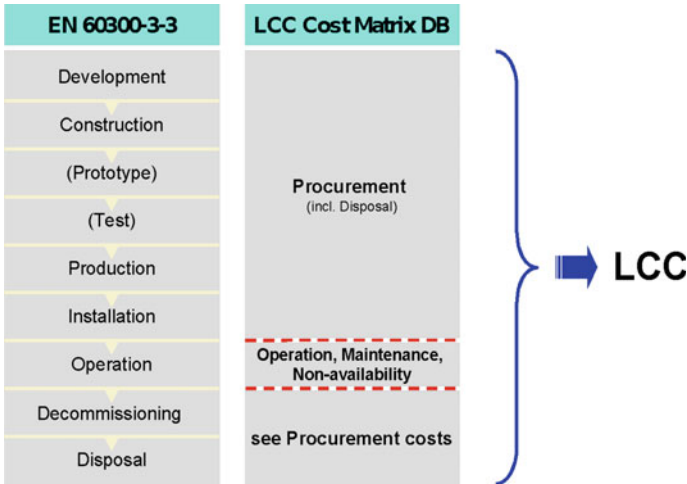 EN 60300-3-3
Development
Construction
(Prototype)
(Test)
Production
Installation
Operation
Decommissioning
Disposal
LCC Cost Matrix DB
Procurement
(incl. Disposal)
Operation, Maintenance,
Non-availability
see Procurement costs
LCC